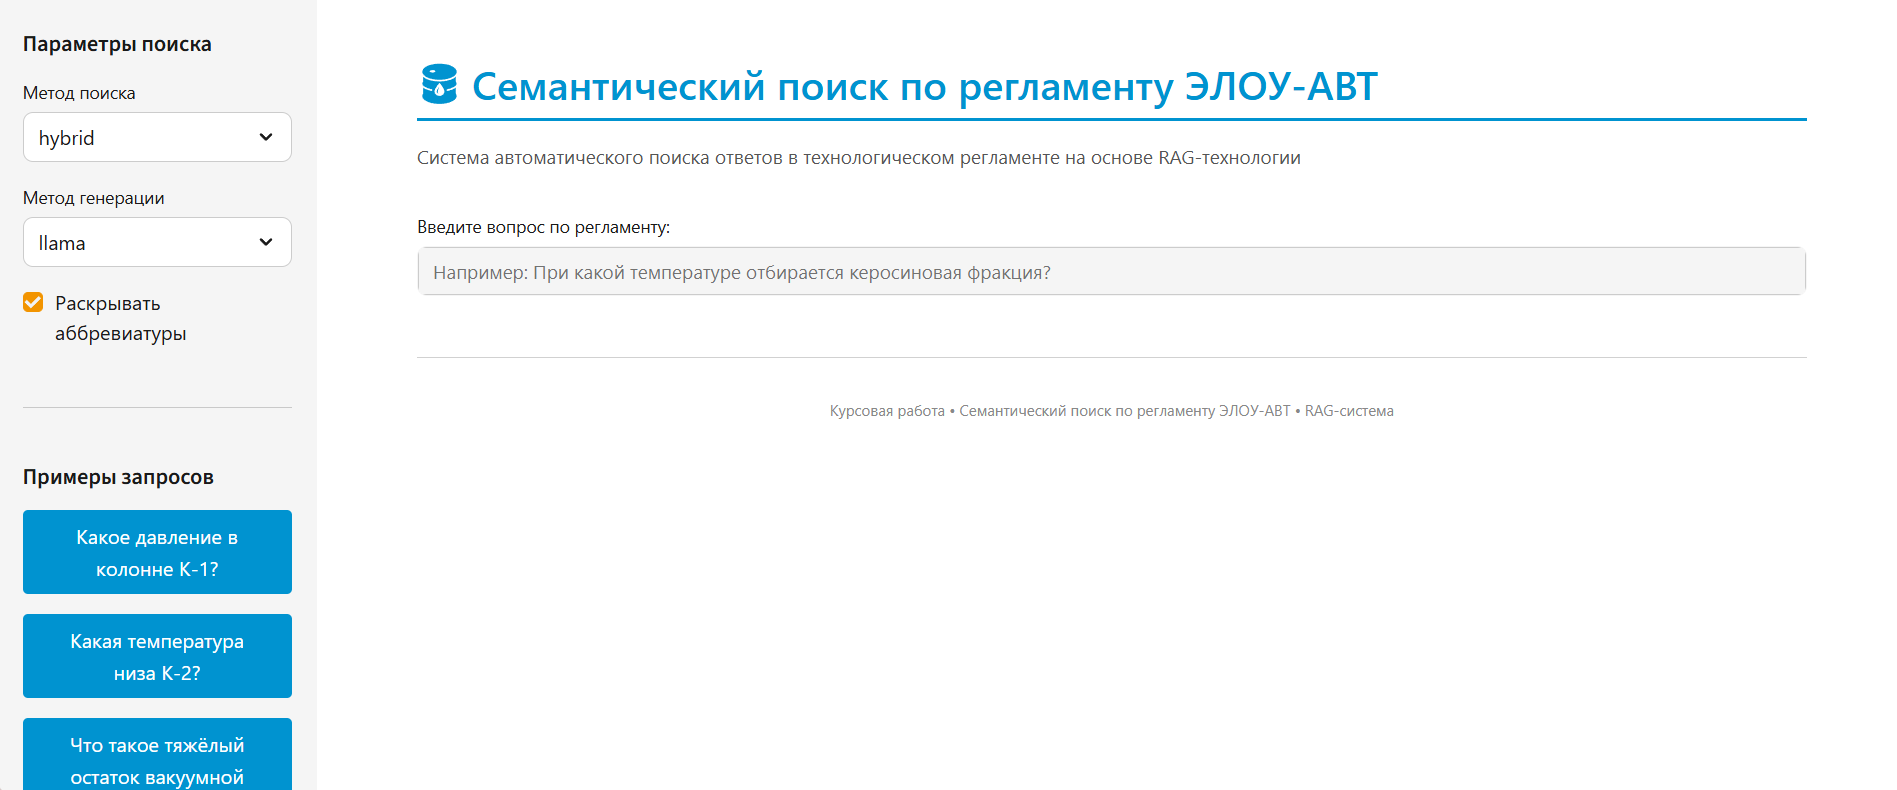 Параметры поиска
Метод поиска
hybrid
Метод генерации
llama
Раскрывать
аббревиатуры
Примеры запросов
Какое давление в
колонне К-1?
Какая температура
низа К-2?
Что такое тяжёлый
остаток вакуумной
Семантический поиск по регламенту ЭЛОУ-АВТ
Система автоматического поиска ответов в технологическом регламенте на основе RAG-технологии
Введите вопрос по регламенту:
Например: При какой температуре отбирается керосиновая фракция?
Курсовая работа • Семантический поиск по регламенту ЭЛОУ-АВТ • RAG-система